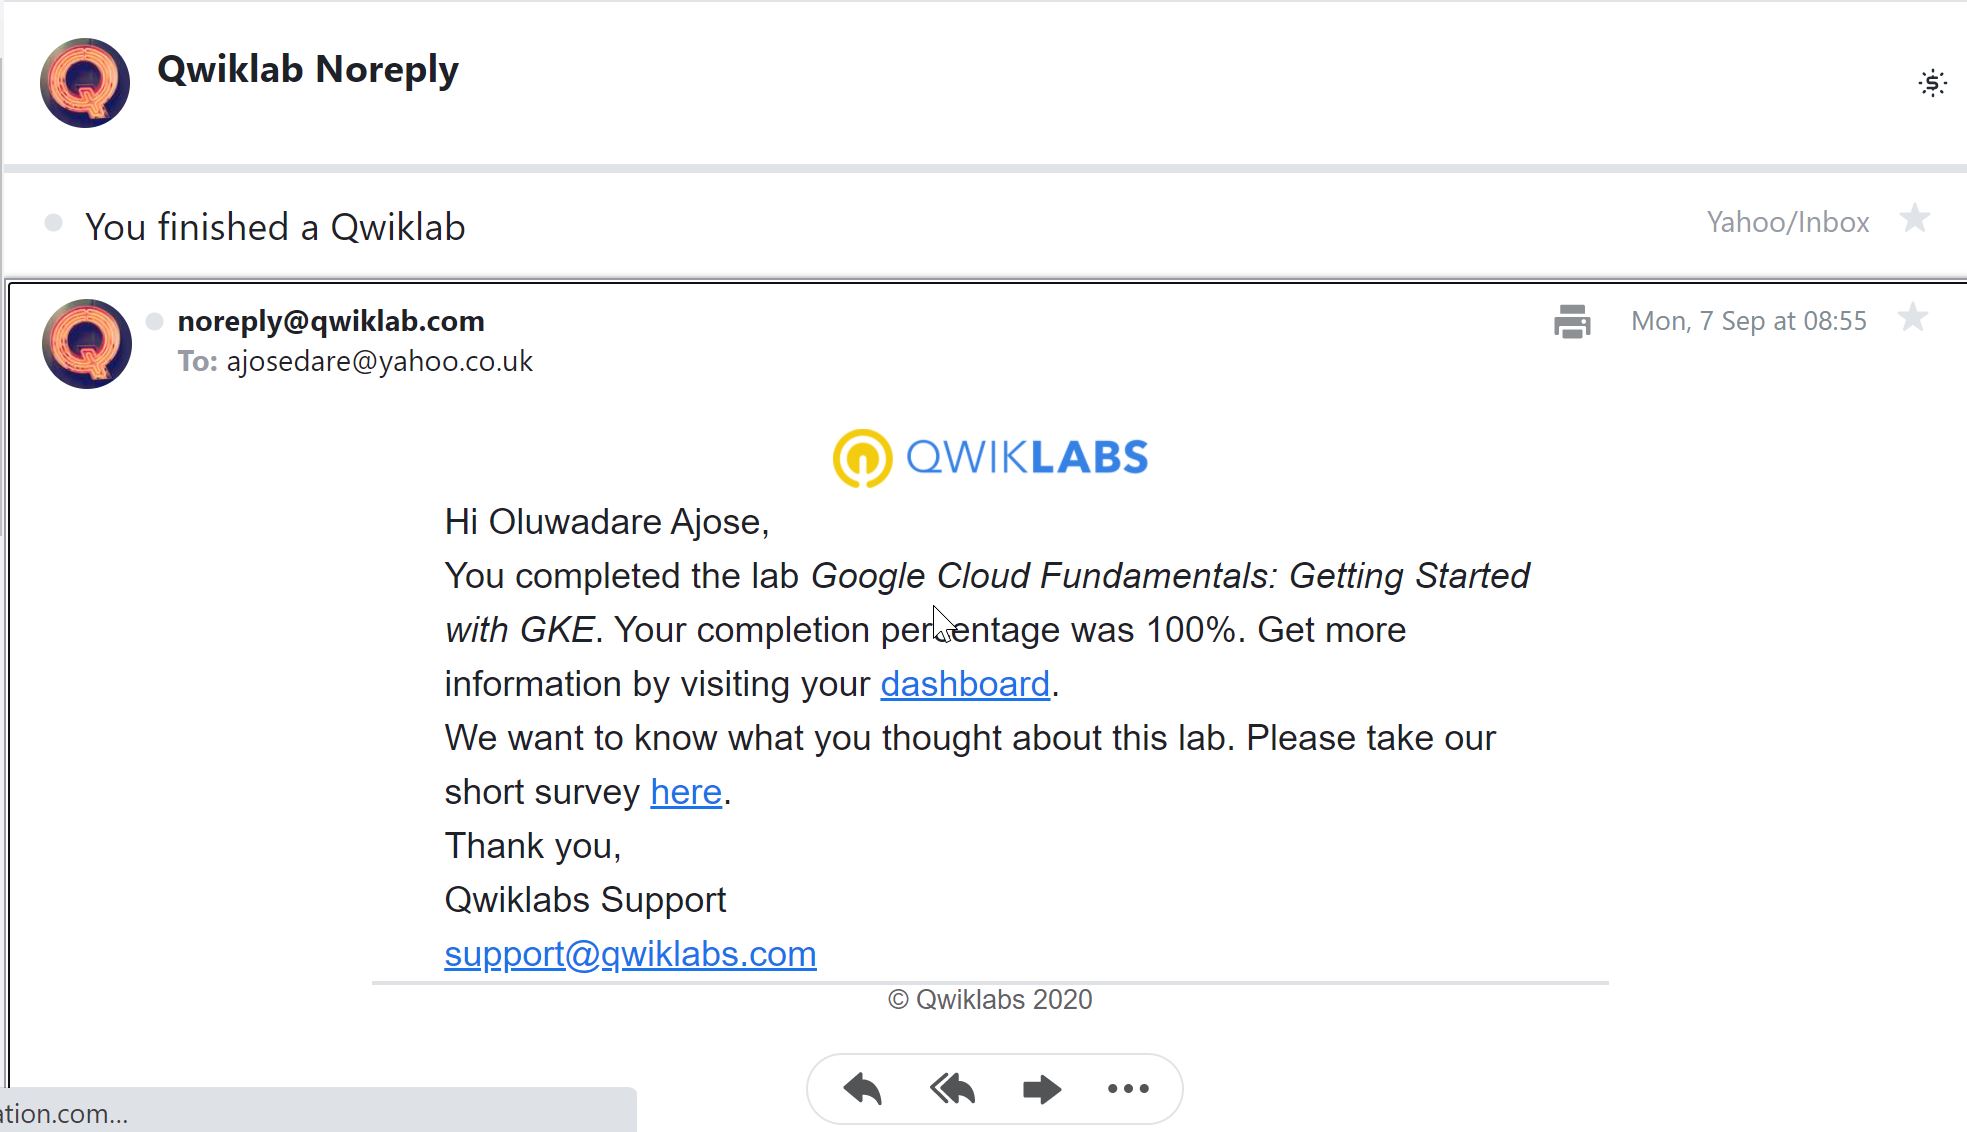 Qwiklab Noreply
You finished a Qwiklab
Yahoo/Inbox
noreply@qwiklab.com
Mon, 7 Sep at 08:55
To: ajosedare@yahoo.co.uk
QWIKLABS
Hi Oluwadare Ajose,
You completed the lab Google Cloud Fundamentals: Getting Started
with GKE. Your completion percentage was 100%. Get more
information by visiting your dashboard.
We want to know what you thought about this lab. Please take our
short survey here.
Thank you,
Qwiklabs Support
support@qwiklabs.com
© Qwiklabs 2020
ation.com...